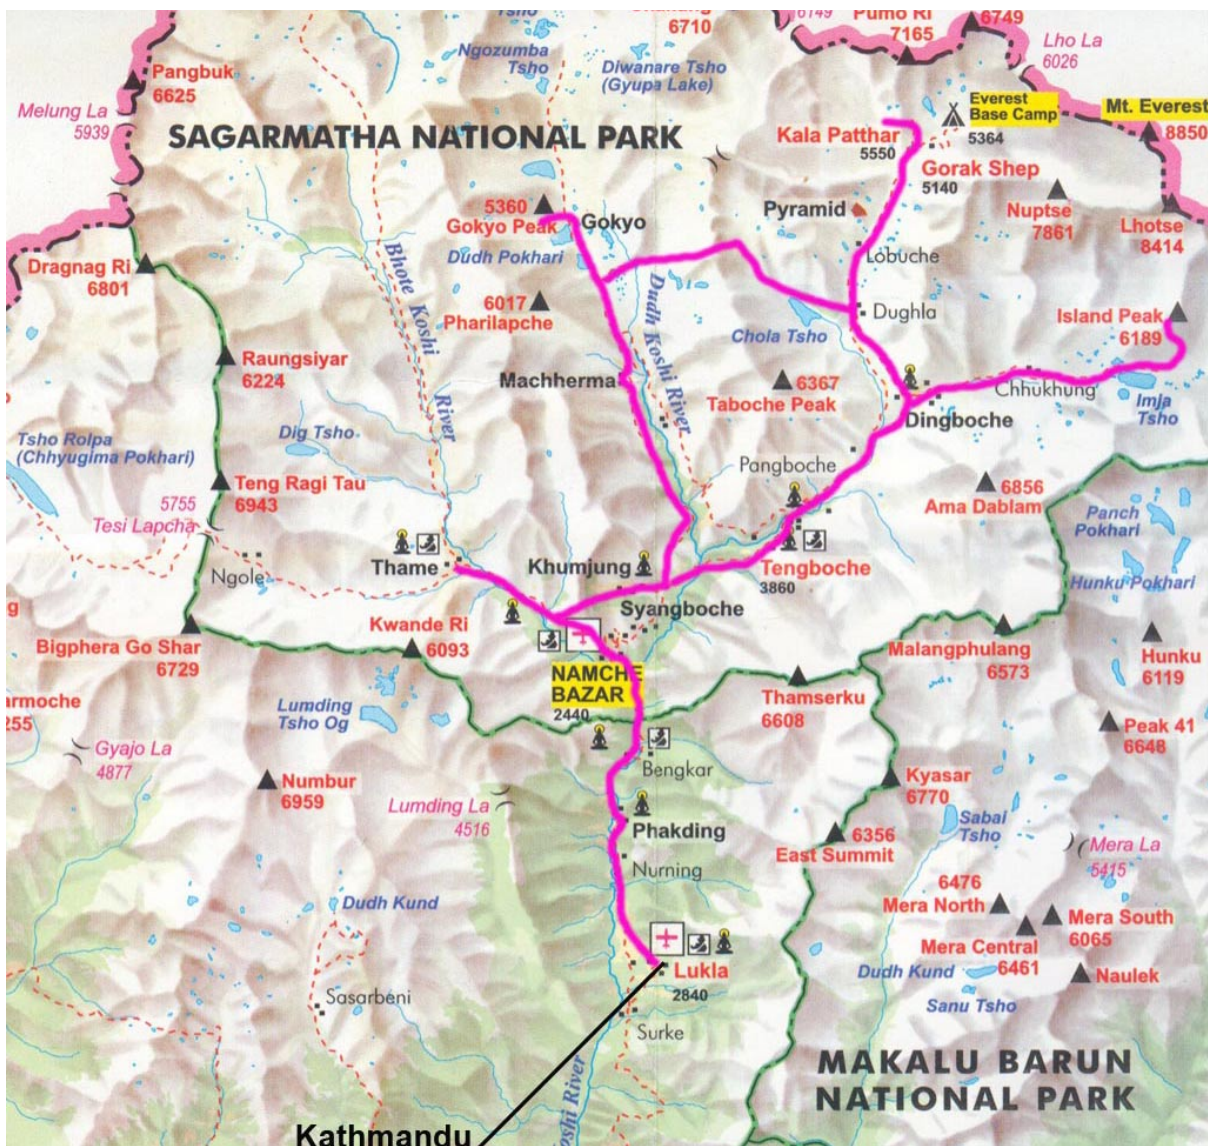 6710
6149
Pumo Ri
7165
6749
Lho La
6026
Pangbuk
6625
Ngozumba
Tsho
Diwanare Tsho
(Gyupa Lake)
Melung La
5939
SAGARMATHA NATIONAL PARK
Everest
Base Camp
5364
Mt. Everest
8850
Kala Patthar
5550
Gorak Shep
5140
Pyramid
Nuptse
7861
Lhotse
8414
5360
Gokyo Peak
Gokyo
Dudh Pokhari
Lobuche
Bhote Koshi
River
Dudh Koshi River
Dragnag Ri
6801
6017
Pharilapche
Dughla
Island Peak
6189
Chola Tsho
Raungsiyar
6224
Machherma
6367
Taboche Peak
Chhukhung
Imja
Tsho
Dingboche
Tsho Rolpa
(Chhyugima Pokhari)
Dig Tsho
Pangboche
Teng Ragi Tau
6943
5755
Tesi Lapcha
6856
Ama Dablam
Panch
Pokhari
Ngole
Thame
Khumjung
Tengboche
3860
Hunku Pokhari
Syangboche
Bigphera Go Shar
6729
Kwande Ri
6093
Malangphulang
6573
Hunku
6119
NAMCHE
BAZAR
2440
Thamserku
6608
armoche
255
Lumding
Tsho Og
Peak 41
6648
Gyajo La
4877
Bengkar
Numbur
6959
Kyasar
6770
Lumding La
4516
Phakding
6356
East Summit
Sabai
Tsho
Mera La
5415
Nurning
6476
Mera North
Dudh Kund
Mera South
6065
Mera Central
6461
Lukla
2840
Dudh Kund
Naulek
Sasarbeni
Sanu Tsho
Surke
MAKALU BARUN
NATIONAL PARK
Koshi River
Kathmandu